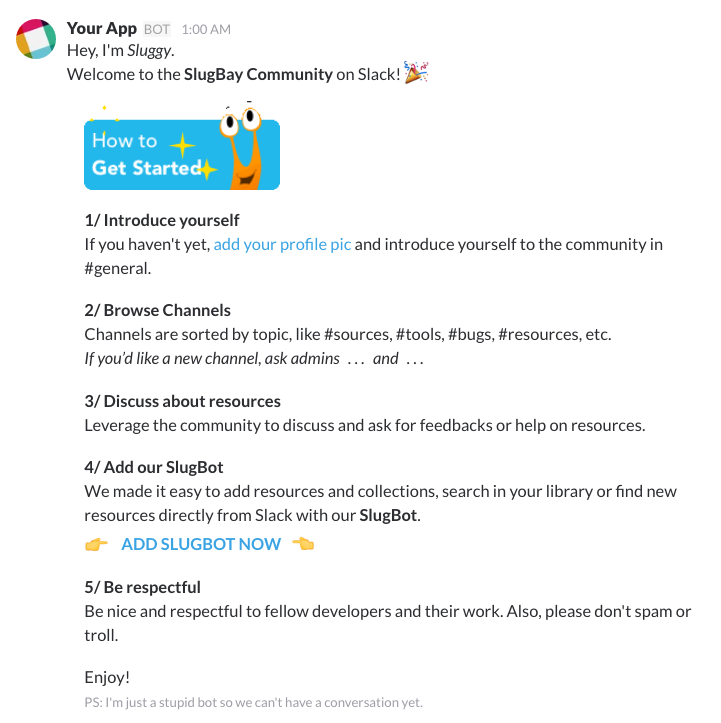 Your App BOT 1:00 AM
Hey, I'm Sluggy.
Welcome to the SlugBay Community on Slack!
How to
Get Started
1/ Introduce yourself
If you haven't yet, add your profile pic and introduce yourself to the community in
#general.
2/ Browse Channels
Channels are sorted by topic, like #sources, #tools, #bugs, #resources, etc.
If you’d like a new channel, ask admins ... and ...
3/ Discuss about resources
Leverage the community to discuss and ask for feedbacks or help on resources.
4/ Add our SlugBot
We made it easy to add resources and collections, search in your library or find new
resources directly from Slack with our SlugBot.
ADD SLUGBOT NOW
5/ Be respectful
Be nice and respectful to fellow developers and their work. Also, please don't spam or
troll.
Enjoy!
PS: I'm just a stupid bot so we can't have a conversation yet.